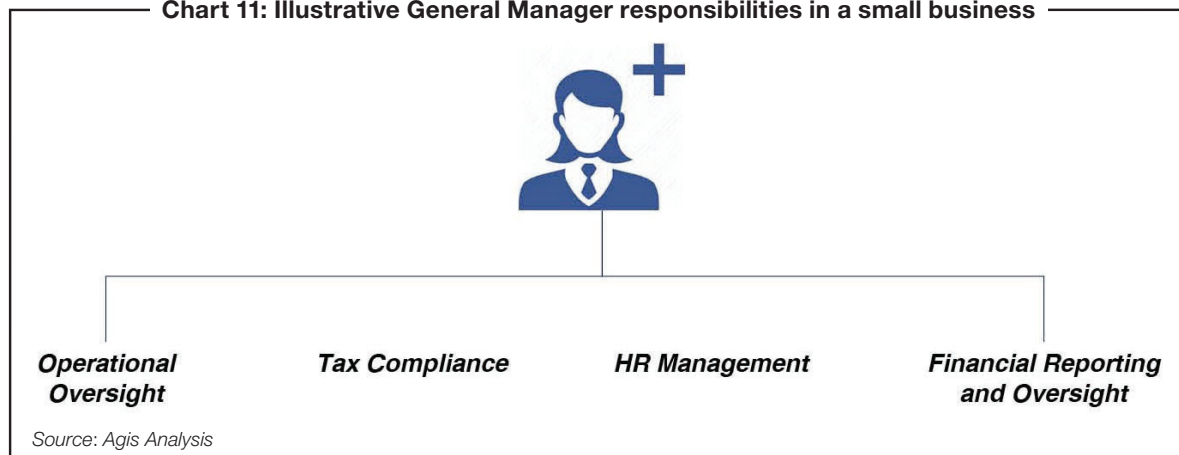 Chart 11: Illustrative General Manager responsibilities in a small business
Operational
Oversight
Tax Compliance
HR Management
Financial Reporting
and Oversight
Source: Agis Analysis